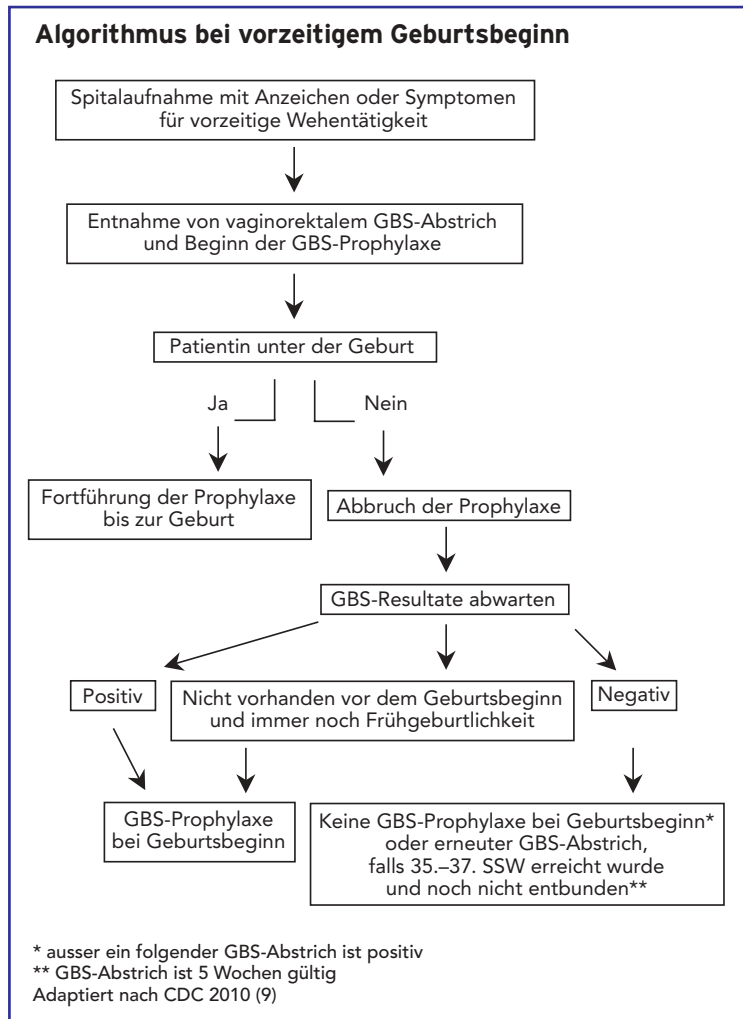 Algorithmus bei vorzeitigem Geburtsbeginn
Spitalaufnahme mit Anzeichen oder Symptomen
für vorzeitige Wehentätigkeit
Entnahme von vaginorektalem GBS-Abstrich
und Beginn der GBS-Prophylaxe
Patientin unter der Geburt
Ja
Nein
Fortführung der Prophylaxe
bis zur Geburt
Abbruch der Prophylaxe
GBS-Resultate abwarten
Positiv
Nicht vorhanden vor dem Geburtsbeginn
und immer noch Frühgeburtlichkeit
Negativ
GBS-Prophylaxe
bei Geburtsbeginn
Keine GBS-Prophylaxe bei Geburtsbeginn*
oder erneuter GBS-Abstrich,
falls 35.–37. SSW erreicht wurde
und noch nicht entbunden**
* ausser ein folgender GBS-Abstrich ist positiv
** GBS-Abstrich ist 5 Wochen gültig
Adaptiert nach CDC 2010 (9)